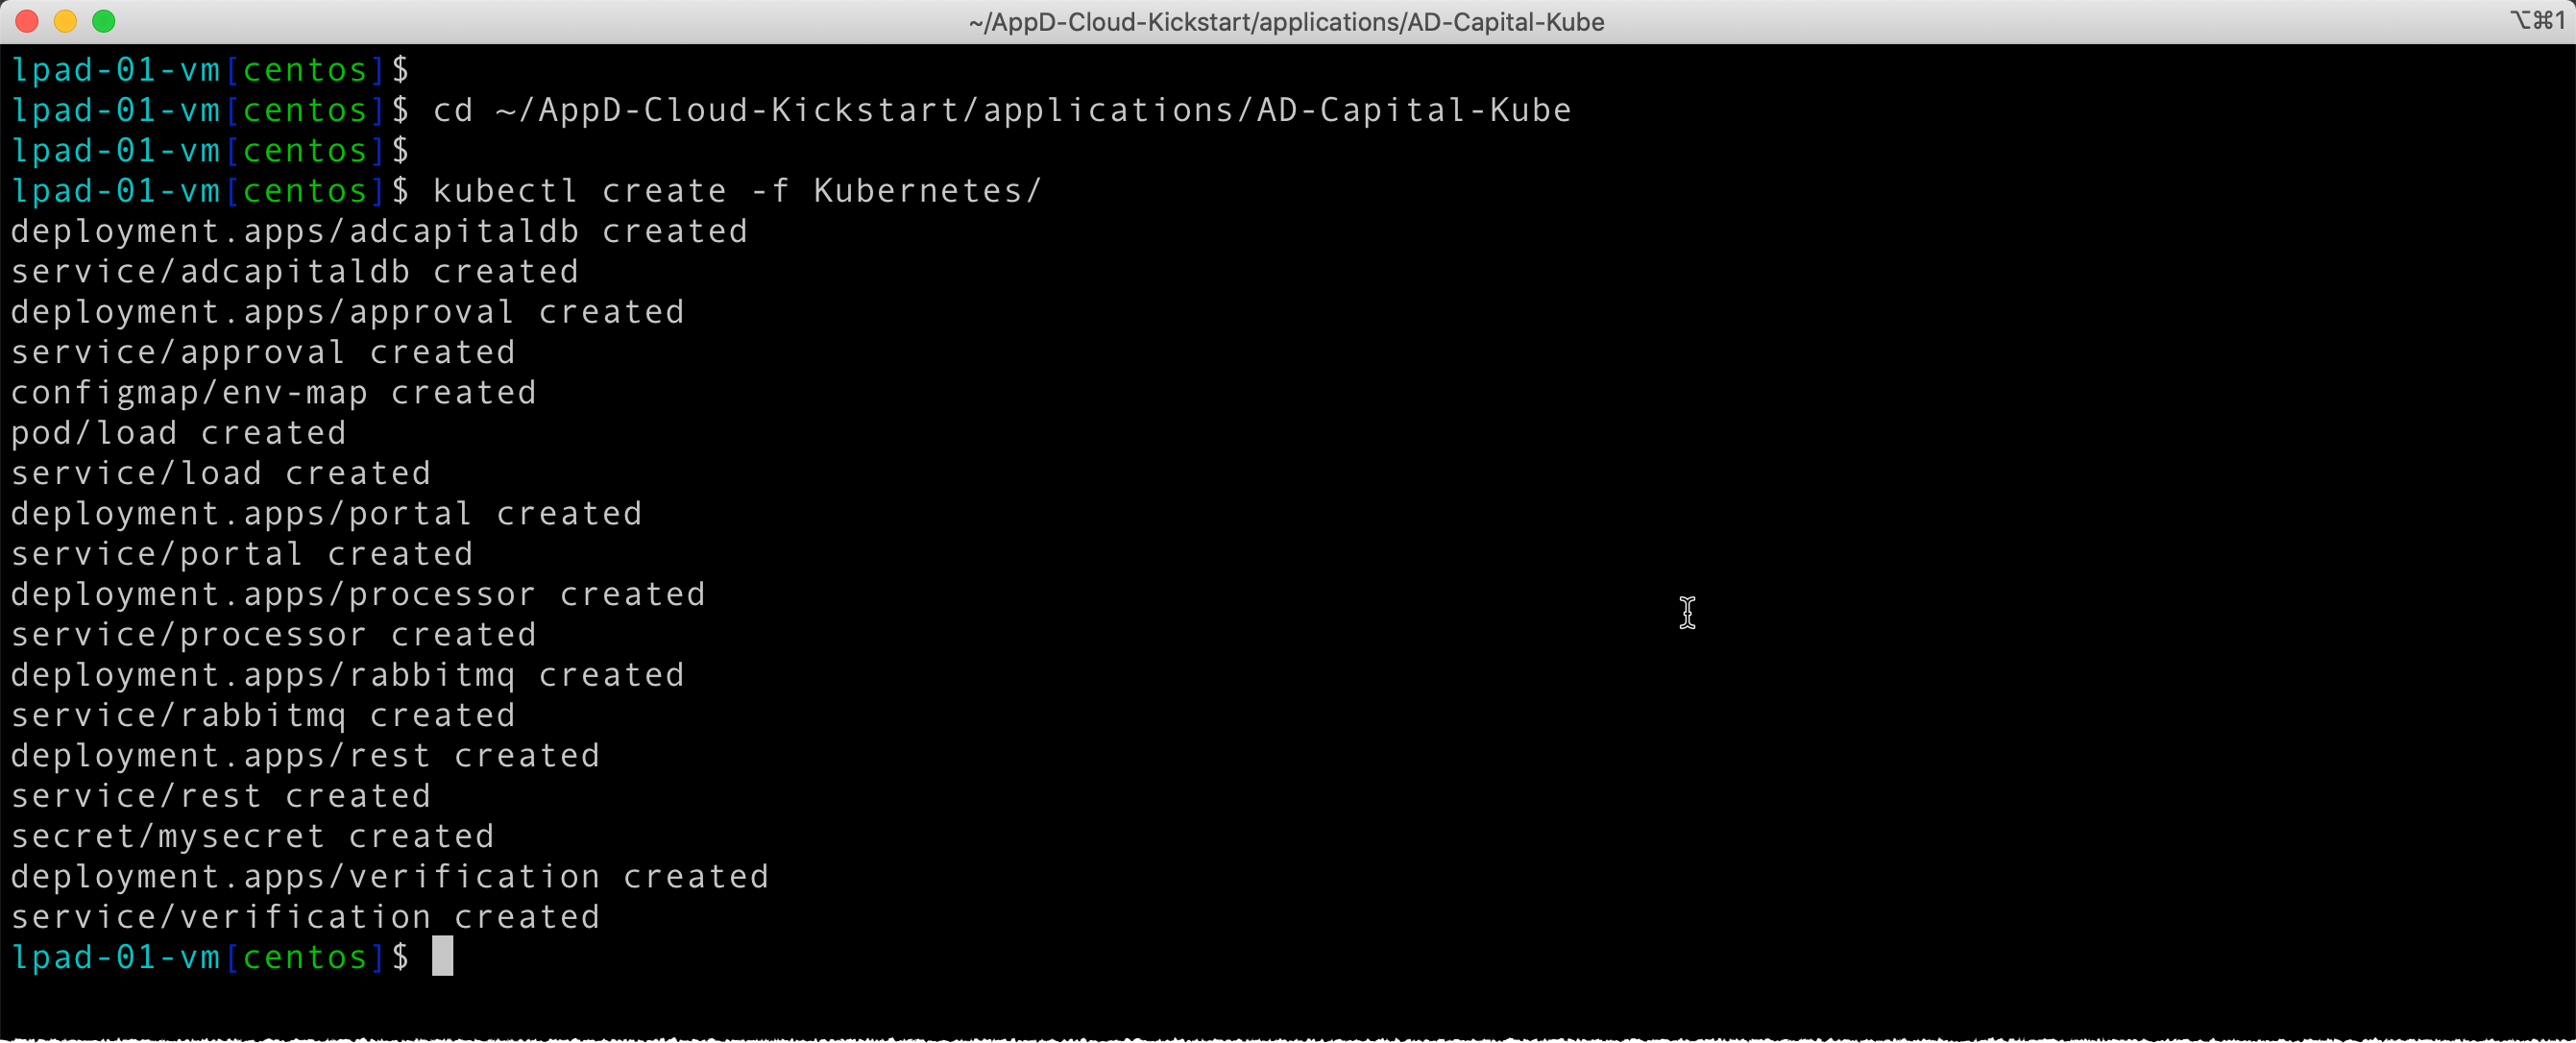 ~/AppD-Cloud-Kickstart/applications/AD-Capital-Kube
⌥⌘1
lpad-01-vm[centos]$
lpad-01-vm[centos]$ cd ~/AppD-Cloud-Kickstart/applications/AD-Capital-Kube
lpad-01-vm[centos]$
lpad-01-vm[centos]$ kubectl create -f Kubernetes/
deployment.apps/adcapitaldb created
service/adcapitaldb created
deployment.apps/approval created
service/approval created
configmap/env-map created
pod/load created
service/load created
deployment.apps/portal created
service/portal created
deployment.apps/processor created
service/processor created
deployment.apps/rabbitmq created
service/rabbitmq created
deployment.apps/rest created
service/rest created
secret/mysecret created
deployment.apps/verification created
service/verification created
lpad-01-vm[centos]$